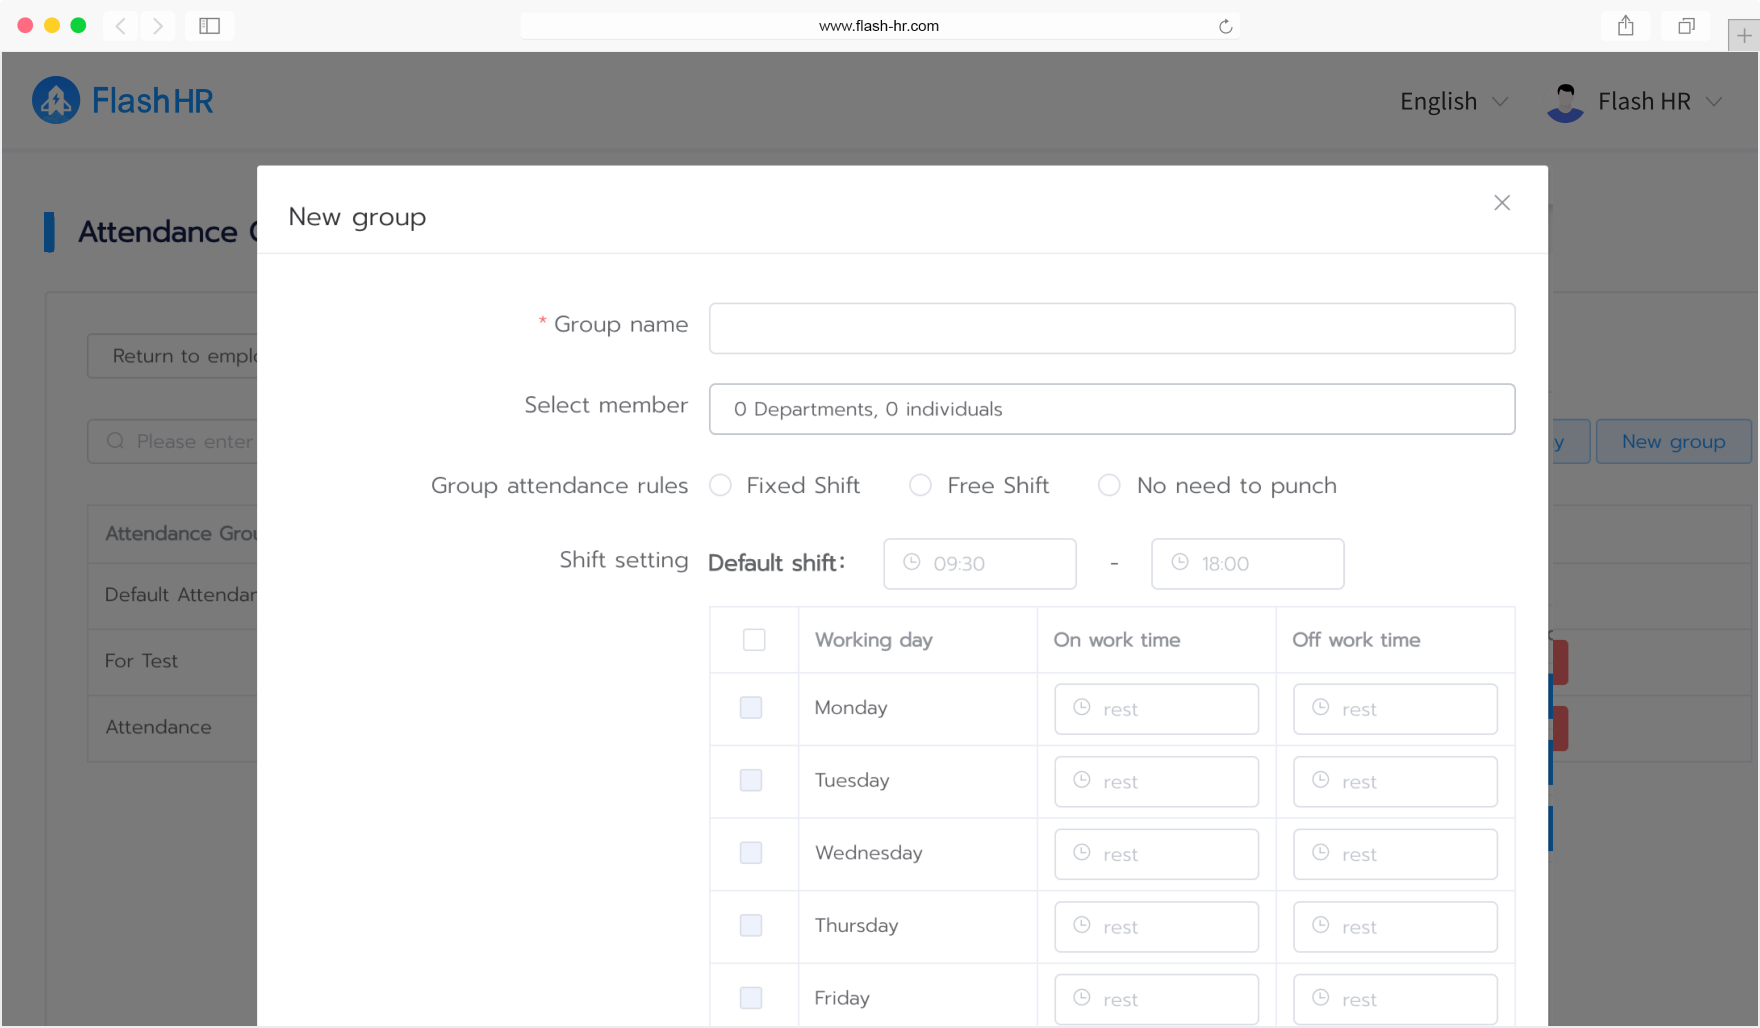 www.flash-hr.com
FlashHR
English
Flash HR
Attendance
New group
* Group name
Return to
Select member
0 Departments, 0 individuals
Please enter
y
New group
Group attendance rules
Fixed Shift
Free Shift
No need to punch
Attendance
Shift setting
Default shift:
09:30
-
18:00
Default
Working day
On work time
Off work time
For Test
Monday
rest
rest
Attendance
Tuesday
rest
rest
Wednesday
rest
rest
Thursday
rest
rest
Friday
rest
rest